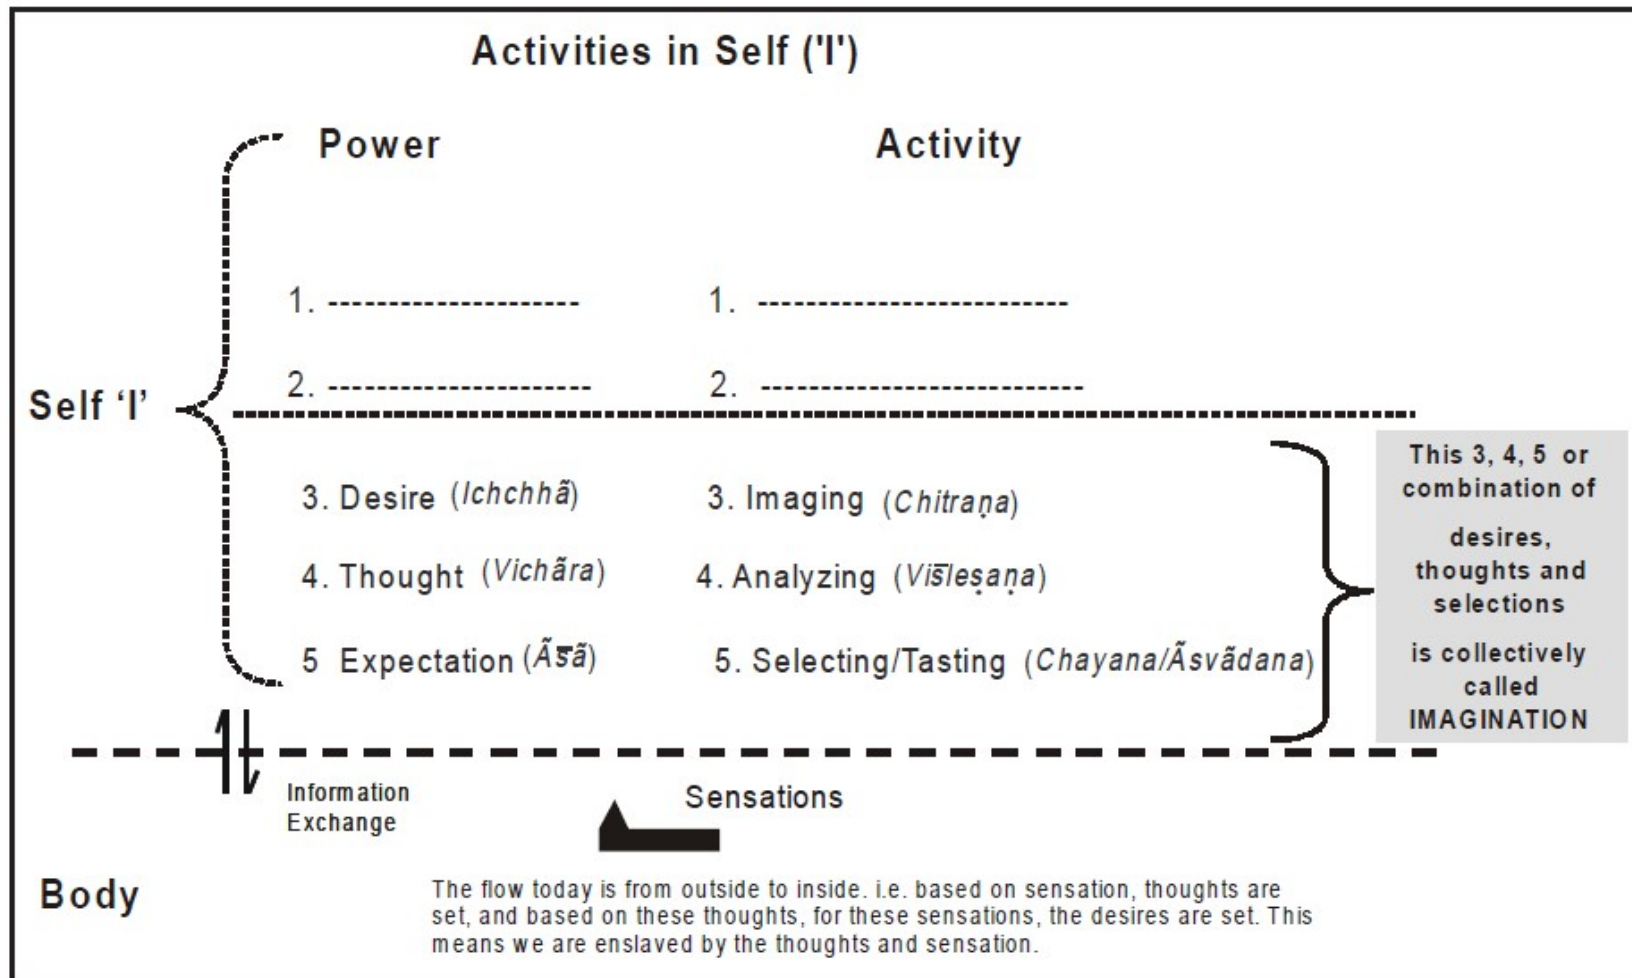 Activities in Self ('I')
Power Activity
1. --------------------- 1. --------------------------
2. ---------------------- 2. ---------------------------
Self ‘I’
3. Desire (Ichchhã) 3. Imaging (Chitraṇa)
4. Thought (Vichãra) 4. Analyzing (Vis̅leṣaṇa)
5 Expectation (Ãs̅ã) 5. Selecting/Tasting (Chayana/Ãsvãdana)
This 3, 4, 5 or
combination of
desires,
thoughts and
selections
is collectively
called
IMAGINATION
Information
Exchange
Sensations
Body
The flow today is from outside to inside. i.e. based on sensation, thoughts are
set, and based on these thoughts, for these sensations, the desires are set. This
means we are enslaved by the thoughts and sensation.